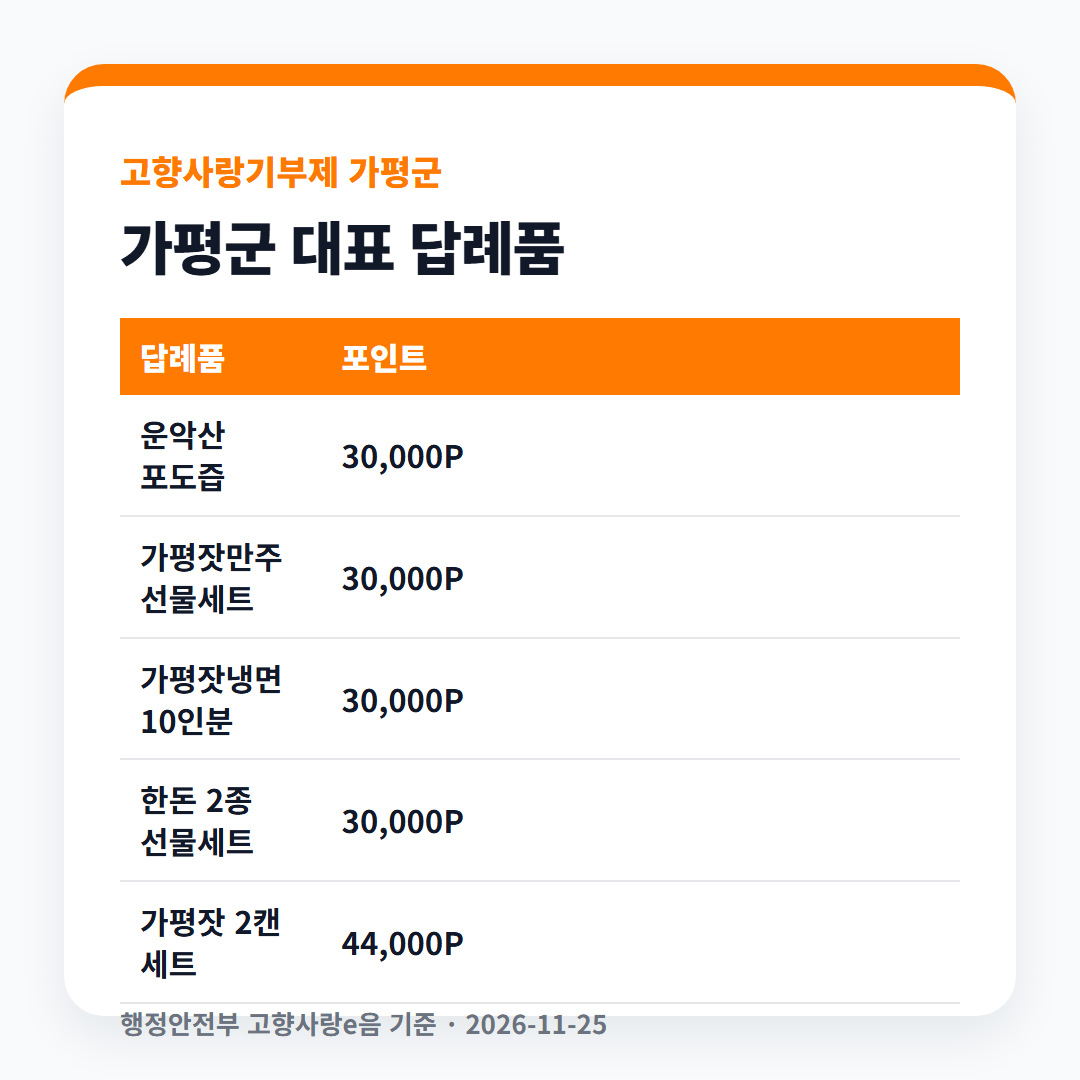 고향사랑기부제 가평군
가평군 대표 답례품
답례품 포인트
운악산
포도즙
30,000P
가평잣만주
선물세트
30,000P
가평잣냉면
10인분
30,000P
한돈 2종
선물세트
30,000P
가평잣 2캔
세트
44,000P
행정안전부 고향사랑e음 기준 · 2026-11-25